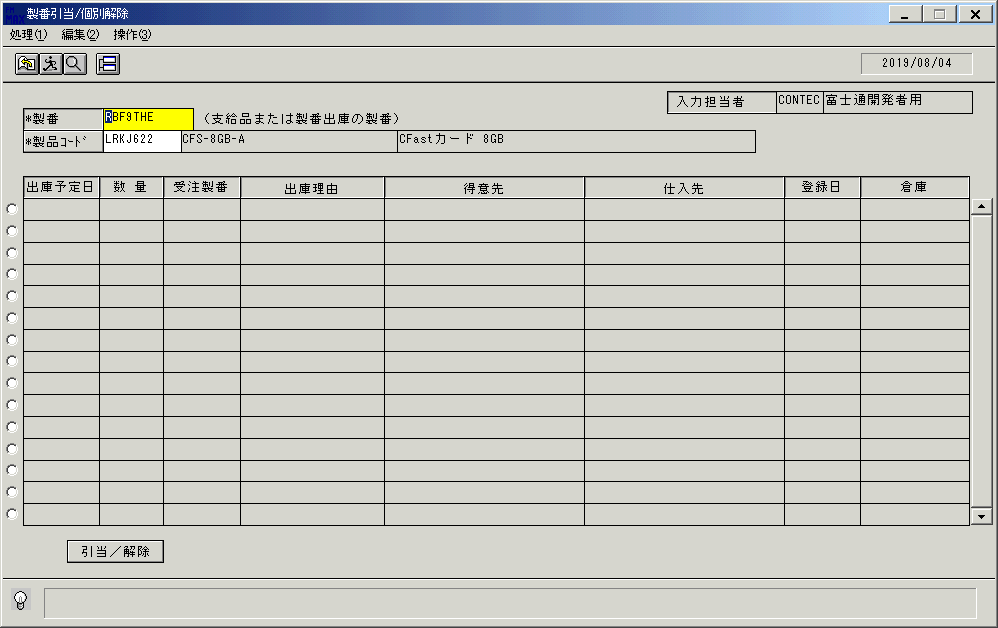 製番引当/個別解除
処理(1) 編集(2) 操作(3)
2019/08/04
入力担当者 CONTEC 富士通開発者用
*製番 RBF9THE (支給品または製番出庫の製番)
*製品ｺｰﾄﾞ LRKJ622 CFS-8GB-A CFastカード 8GB
出庫予定日 数 量 受注製番 出庫理由 得意先 仕入先 登録日 倉庫
引当／解除